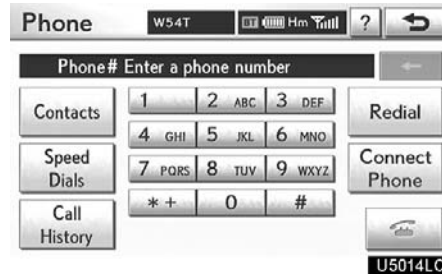 Phone W54T Hm ?
Phone# Enter a phone number
Contacts
Speed Dials
Call History
1 2 ABC 3 DEF
4 GHI 5 JKL 6 MNO
7 PQRS 8 TUV 9 WXYZ
* + 0 #
Redial
Connect Phone
U5014LC